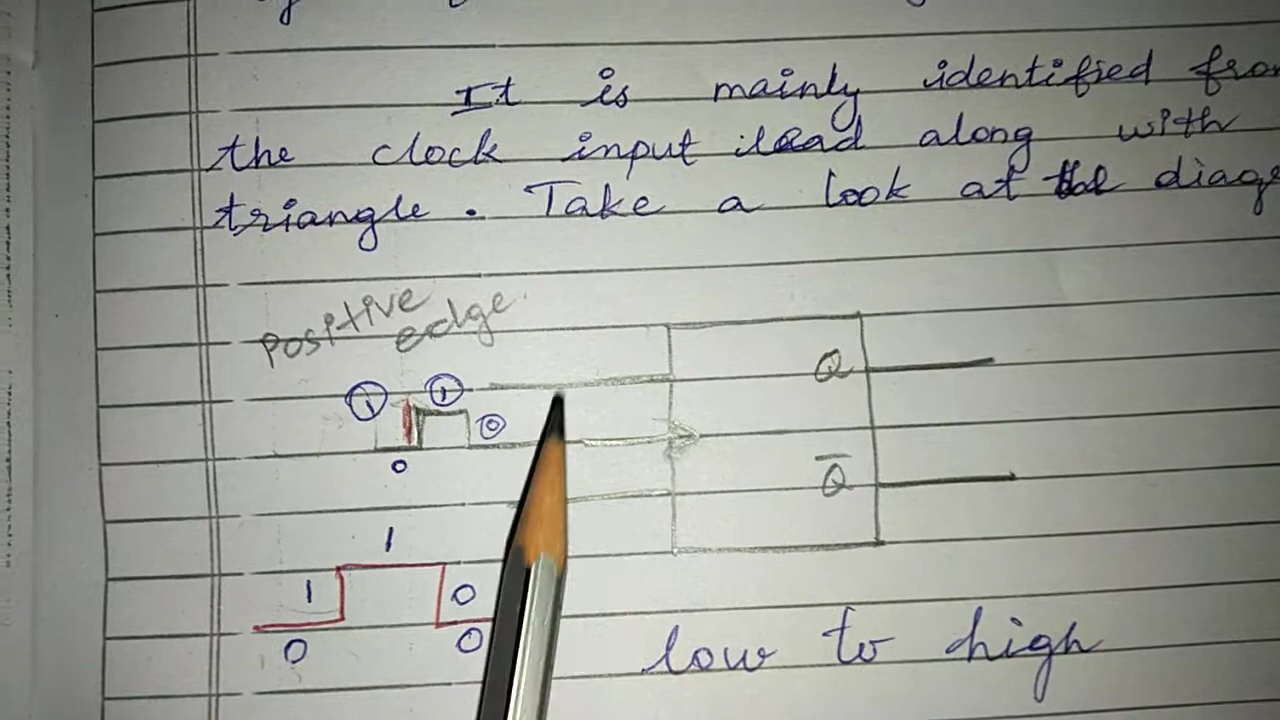 It is mainly identified from
the clock input lead along with
triangle. Take a look at the
Positive
edge
1 1
0
0
Q
Q̅
1
1 0
0 0
low to high